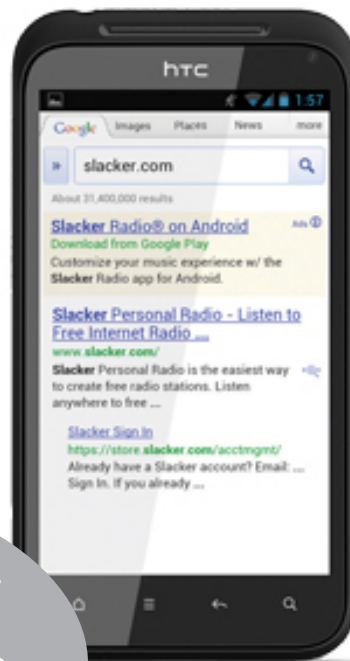 hTC
1:57
Google Images Places News more
» slacker.com
About 31,400,000 results
Slacker Radio® on Android Ads
Download from Google Play
Customize your music experience w/ the
Slacker Radio app for Android.
Slacker Personal Radio - Listen to
Free Internet Radio ....
www.slacker.com/
Slacker Personal Radio is the easiest way
to create free radio stations. Listen
anywhere to free ....
Slacker Sign In
https://store.slacker.com/acctmgmt/
Already have a Slacker account? Email: ....
Sign In. If you already ....